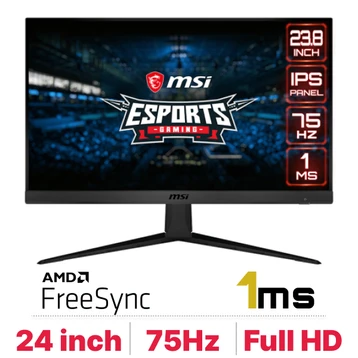 msi
ESPORTS
GAMING
23.8
INCH
IPS
PANEL
75
HZ
1
MS
msi
AMD
FreeSync
1ms
24 inch | 75Hz | Full HD